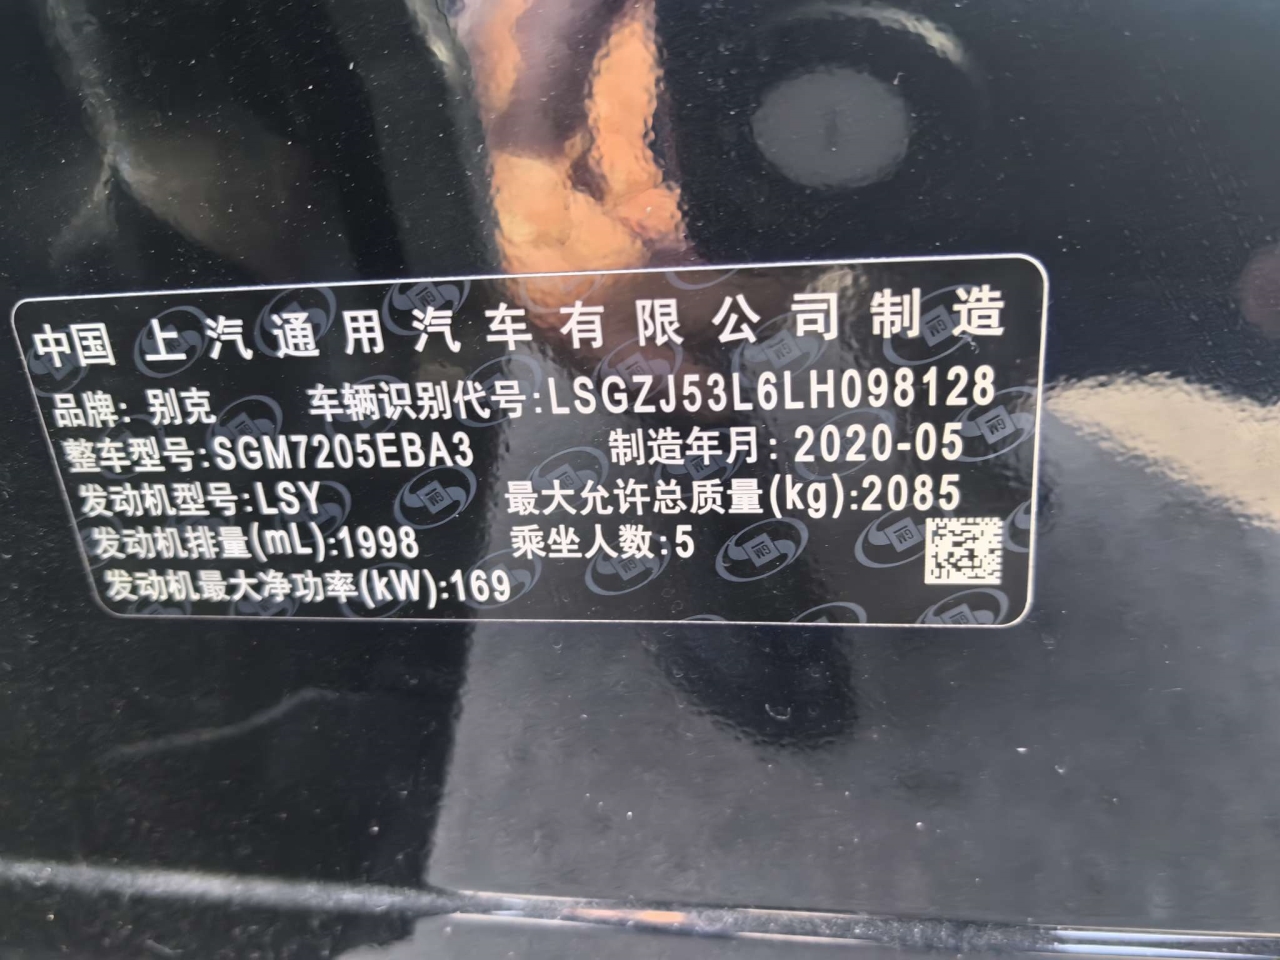 中国 上汽通用汽车有限公司制造
品牌: 别克 车辆识别代号:LSGZJ53L6LH098128
整车型号:SGM7205EBA3 制造年月: 2020-05
发动机型号:LSY 最大允许总质量(kg):2085
发动机排量(mL):1998 乘坐人数:5
发动机最大净功率(kW):169